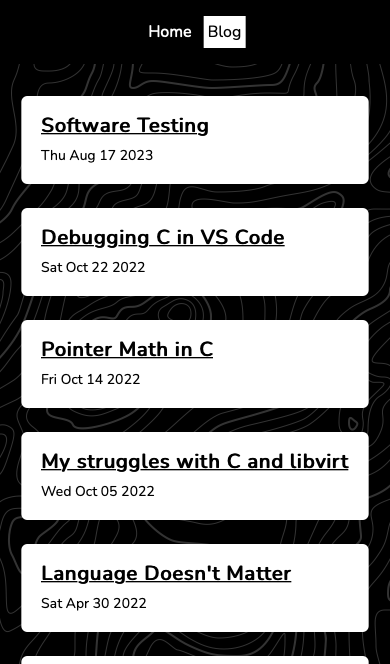 Home Blog
Software Testing
Thu Aug 17 2023
Debugging C in VS Code
Sat Oct 22 2022
Pointer Math in C
Fri Oct 14 2022
My struggles with C and libvirt
Wed Oct 05 2022
Language Doesn't Matter
Sat Apr 30 2022